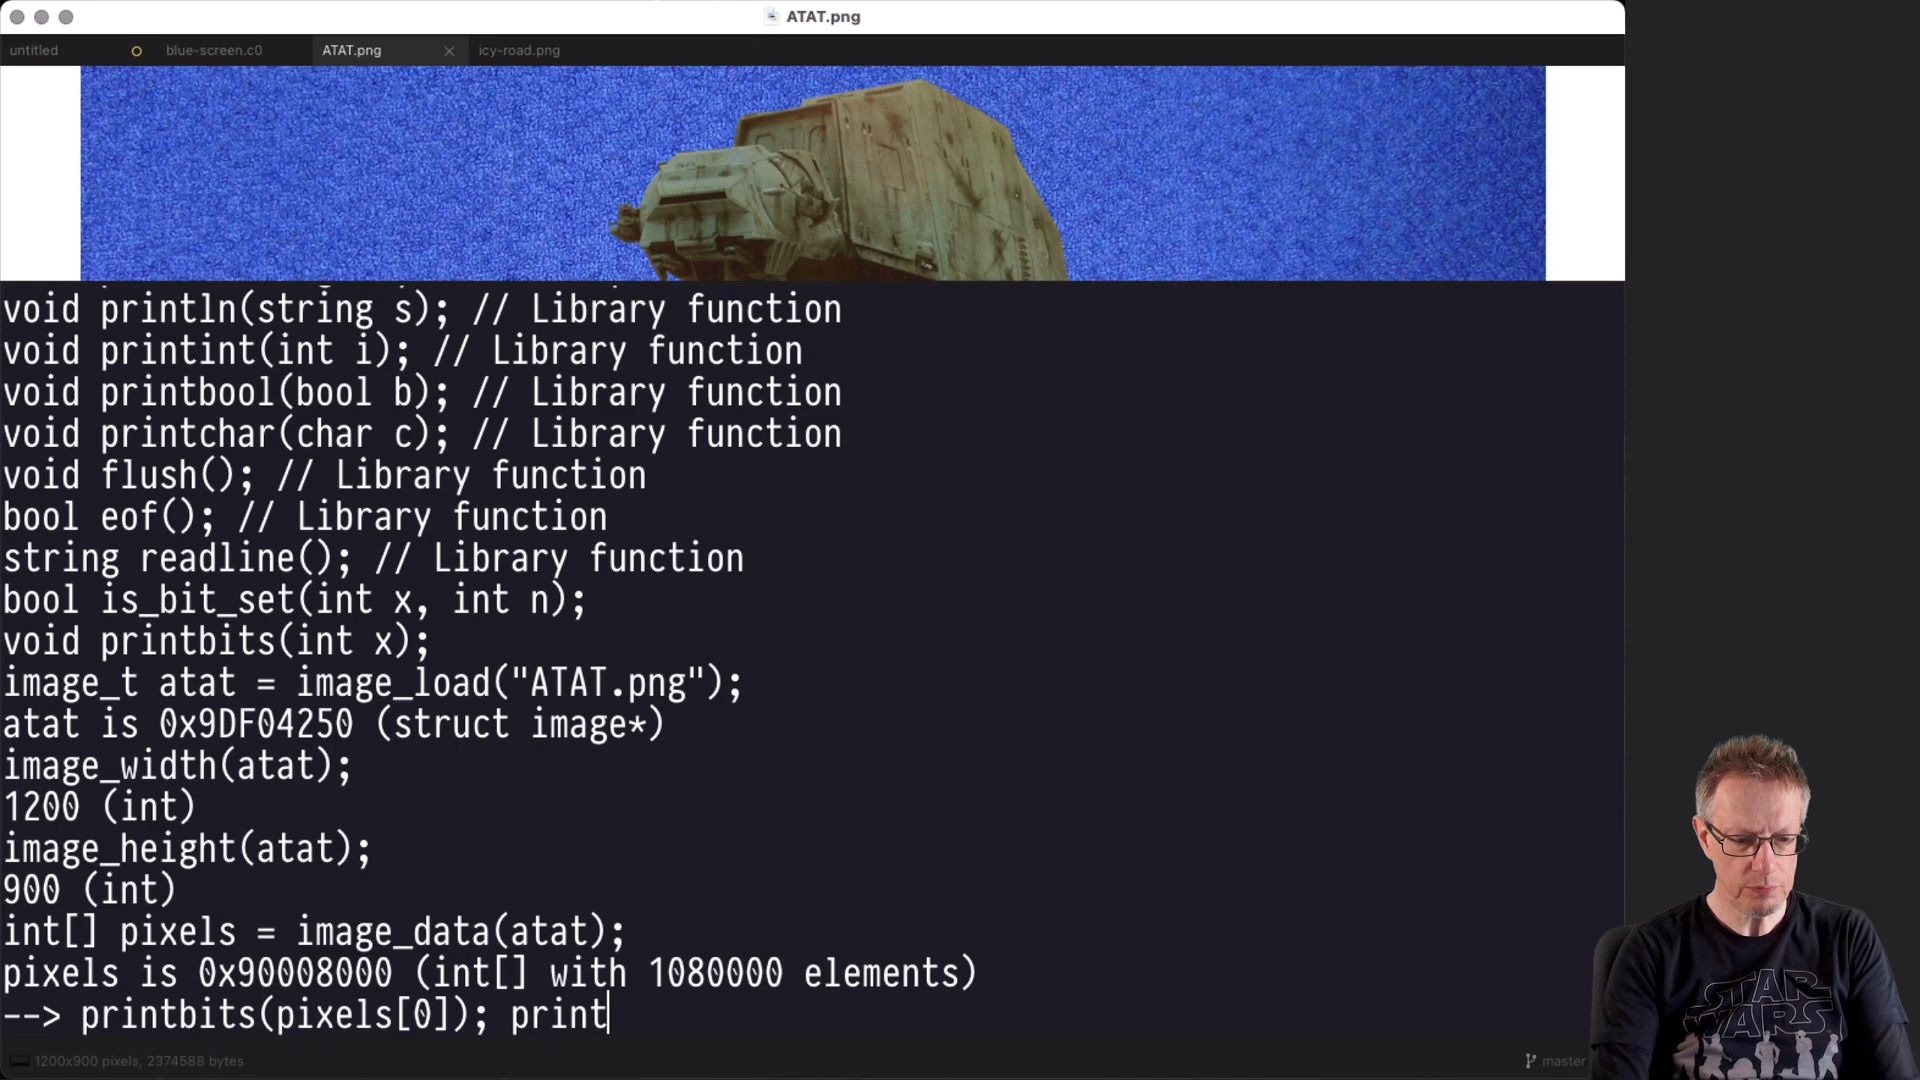 ATAT.png
untitled
blue-screen.c0
ATAT.png
icy-road.png
void println(string s); // Library function
void printint(int i); // Library function
void printbool(bool b); // Library function
void printchar(char c); // Library function
void flush(); // Library function
bool eof(); // Library function
string readline(); // Library function
bool is_bit_set(int x, int n);
void printbits(int x);
image_t atat = image_load("ATAT.png");
atat is 0x9DF04250 (struct image*)
image_width(atat);
1200 (int)
image_height(atat);
900 (int)
int[] pixels = image_data(atat);
pixels is 0x90008000 (int[] with 1080000 elements)
--> printbits(pixels[0]); print
1200x900 pixels, 2374588 bytes
master
STAR
WARS